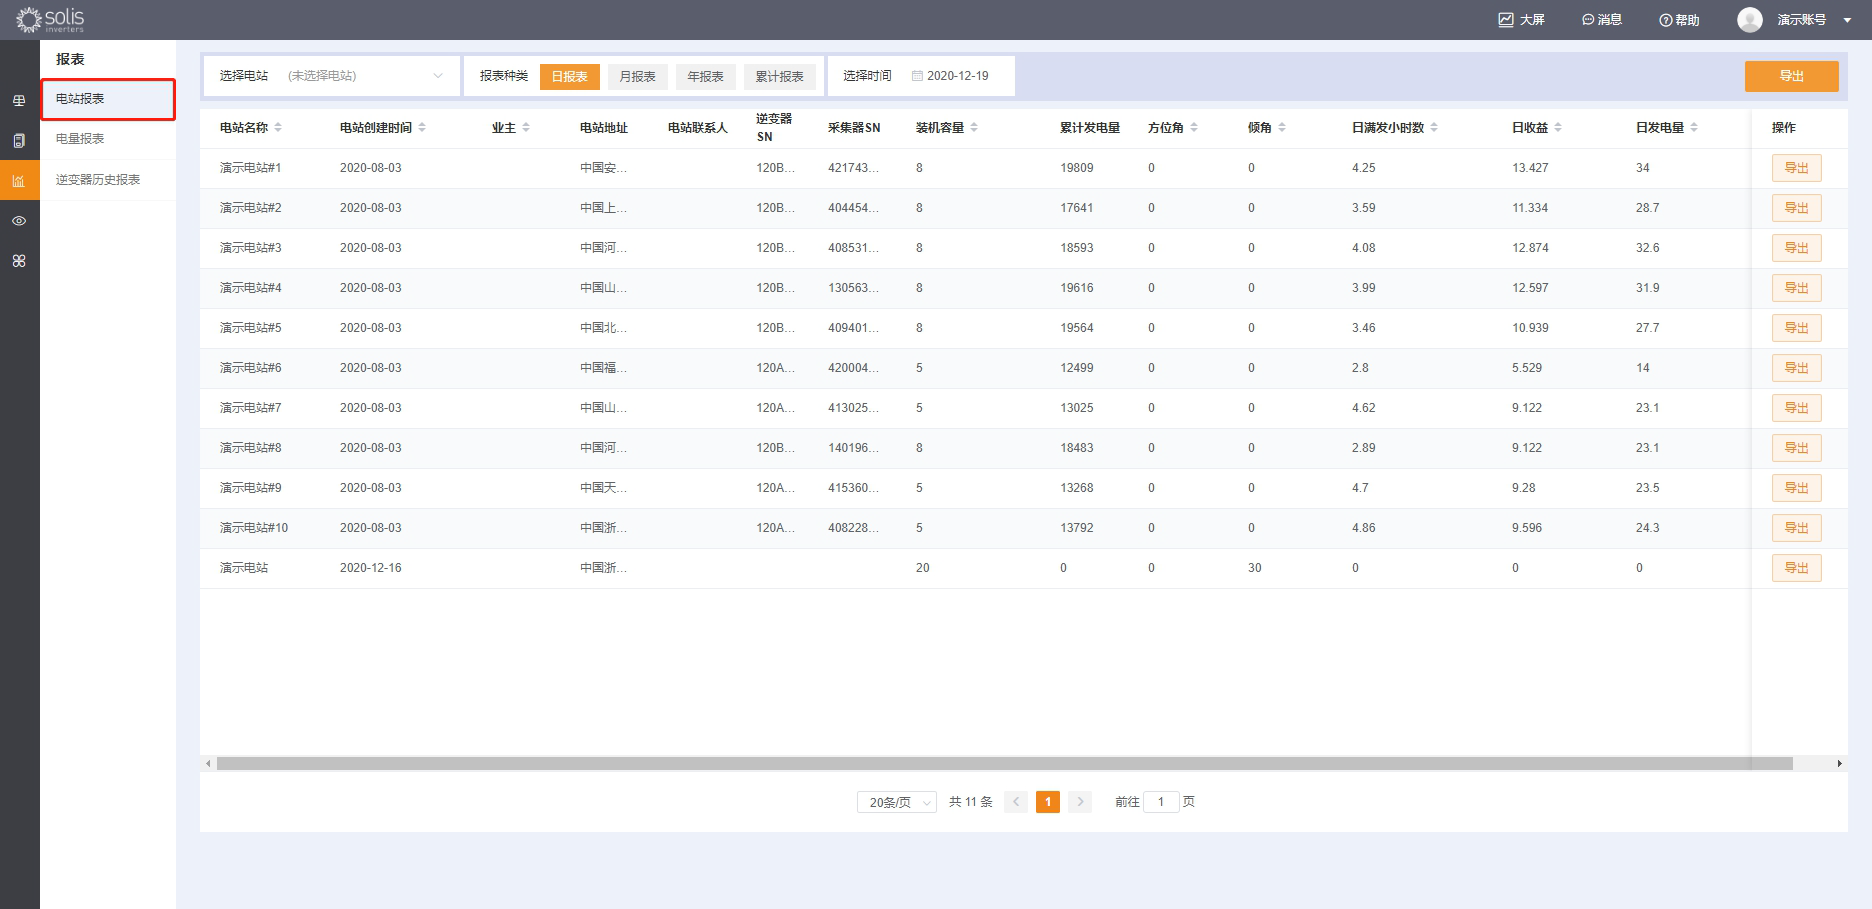 solis
inverters
大屏
消息
帮助
演示账号
报表
电站报表
电量报表
逆变器历史报表
选择电站 (未选择电站)
报表种类 日报表 月报表 年报表 累计报表
选择时间 2020-12-19
导出
电站名称 电站创建时间 业主 电站地址 电站联系人 逆变器SN 采集器SN 装机容量 累计发电量 方位角 倾角 日满发小时数 日收益 日发电量 操作
演示电站#1 2020-08-03 中国安... 120B... 421743... 8 19809 0 0 4.25 13.427 34 导出
演示电站#2 2020-08-03 中国上... 120B... 404454... 8 17641 0 0 3.59 11.334 28.7 导出
演示电站#3 2020-08-03 中国河... 120B... 408531... 8 18593 0 0 4.08 12.874 32.6 导出
演示电站#4 2020-08-03 中国山... 120B... 130563... 8 19616 0 0 3.99 12.597 31.9 导出
演示电站#5 2020-08-03 中国北... 120B... 409401... 8 19564 0 0 3.46 10.939 27.7 导出
演示电站#6 2020-08-03 中国福... 120A... 420004... 5 12499 0 0 2.8 5.529 14 导出
演示电站#7 2020-08-03 中国山... 120A... 413025... 5 13025 0 0 4.62 9.122 23.1 导出
演示电站#8 2020-08-03 中国河... 120B... 140196... 8 18483 0 0 2.89 9.122 23.1 导出
演示电站#9 2020-08-03 中国天... 120A... 415360... 5 13268 0 0 4.7 9.28 23.5 导出
演示电站#10 2020-08-03 中国浙... 120A... 408228... 5 13792 0 0 4.86 9.596 24.3 导出
演示电站 2020-12-16 中国浙... 20 0 0 30 0 0 0 导出
20条/页 共 11 条 1 前往 1 页